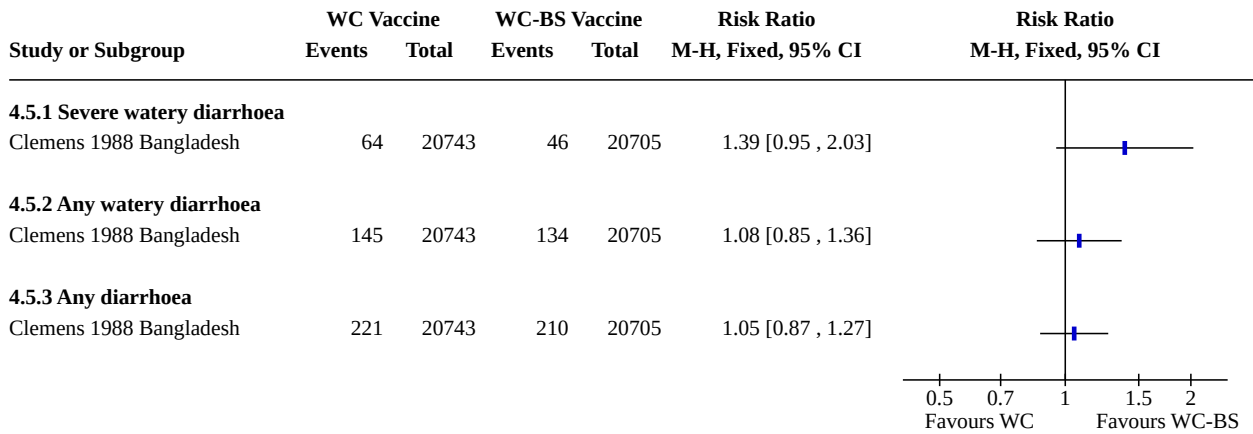 WC Vaccine WC-BS Vaccine Risk Ratio Risk Ratio
Study or Subgroup Events Total Events Total M-H, Fixed, 95% CI M-H, Fixed, 95% CI
4.5.1 Severe watery diarrhoea
Clemens 1988 Bangladesh 64 20743 46 20705 1.39 [0.95 , 2.03]
4.5.2 Any watery diarrhoea
Clemens 1988 Bangladesh 145 20743 134 20705 1.08 [0.85 , 1.36]
4.5.3 Any diarrhoea
Clemens 1988 Bangladesh 221 20743 210 20705 1.05 [0.87 , 1.27]
0.5 0.7 1 1.5 2
Favours WC Favours WC-BS